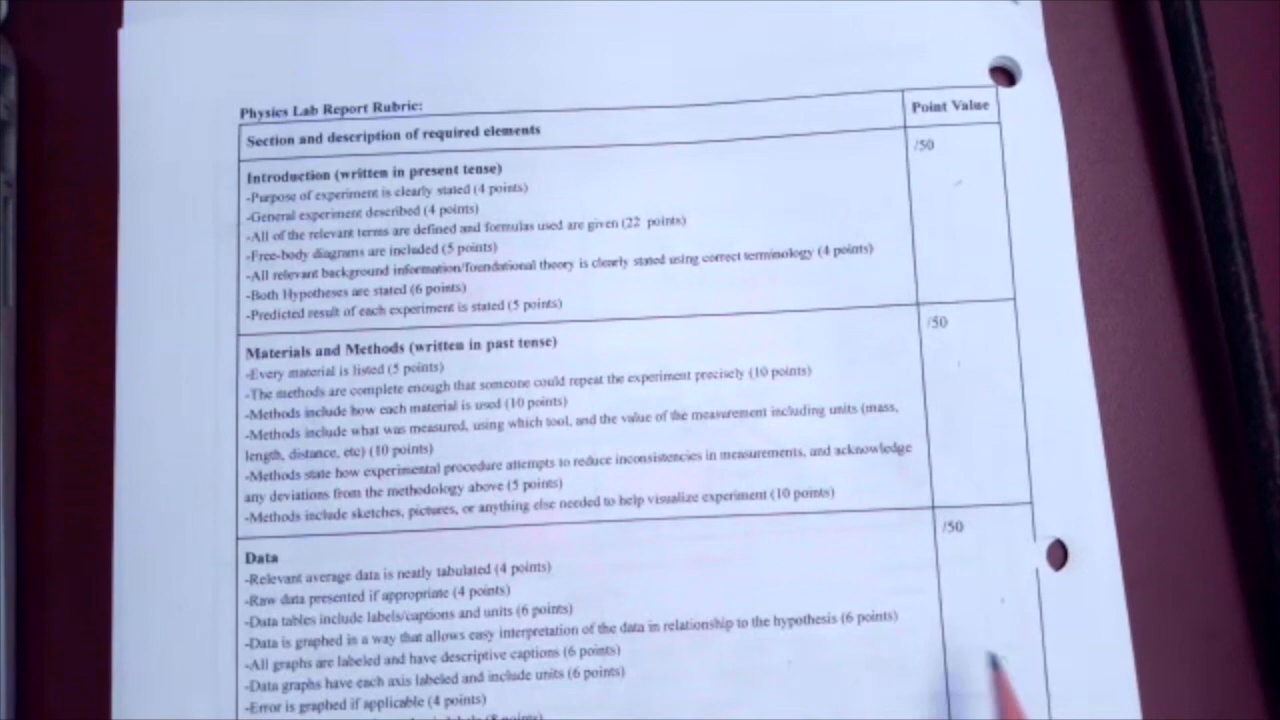 Physics Lab Report Rubric:
Section and description of required elements
Point Value
Introduction (written in present tense)
/50
-Purpose of experiment is clearly stated (4 points)
-General experiment described (4 points)
-All of the relevant terms are defined and formulas used are given (22 points)
-Free-body diagrams are included (5 points)
-All relevant background information/foundational theory is clearly stated using correct terminology (4 points)
-Both Hypotheses are stated (6 points)
-Predicted result of each experiment is stated (5 points)
Materials and Methods (written in past tense)
/50
-Every material is listed (5 points)
-The methods are complete enough that someone could repeat the experiment precisely (10 points)
-Methods include how each material is used (10 points)
-Methods include what was measured, using which tool, and the value of the measurement including units (mass,
length, distance, etc) (10 points)
-Methods state how experimental procedure attempts to reduce inconsistencies in measurements, and acknowledge
any deviations from the methodology above (5 points)
-Methods include sketches, pictures, or anything else needed to help visualize experiment (10 points)
Data
/50
-Relevant average data is neatly tabulated (4 points)
-Raw data presented if appropriate (4 points)
-Data tables include labels/captions and units (6 points)
-Data is graphed in a way that allows easy interpretation of the data in relationship to the hypothesis (6 points)
-All graphs are labeled and have descriptive captions (6 points)
-Data graphs have each axis labeled and include units (6 points)
-Error is graphed if applicable (4 points)